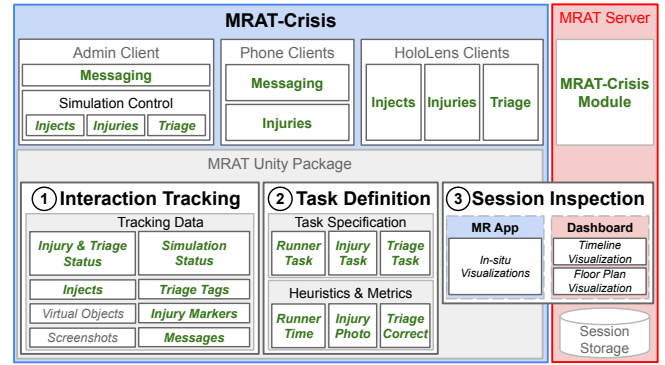 MRAT-Crisis
MRAT Server
Admin Client
Messaging
Simulation Control
Injects
Injuries
Triage
Phone Clients
Messaging
Injuries
HoloLens Clients
Injects
Injuries
Triage
MRAT-Crisis
Module
MRAT Unity Package
1 Interaction Tracking
Tracking Data
Injury & Triage
Status
Simulation
Status
Injects
Triage Tags
Virtual Objects
Injury Markers
Screenshots
Messages
2 Task Definition
Task Specification
Runner
Task
Injury
Task
Triage
Task
Heuristics & Metrics
Runner
Time
Injury
Photo
Triage
Correct
3 Session Inspection
MR App
In-situ
Visualizations
Dashboard
Timeline
Visualization
Floor Plan
Visualization
Session
Storage